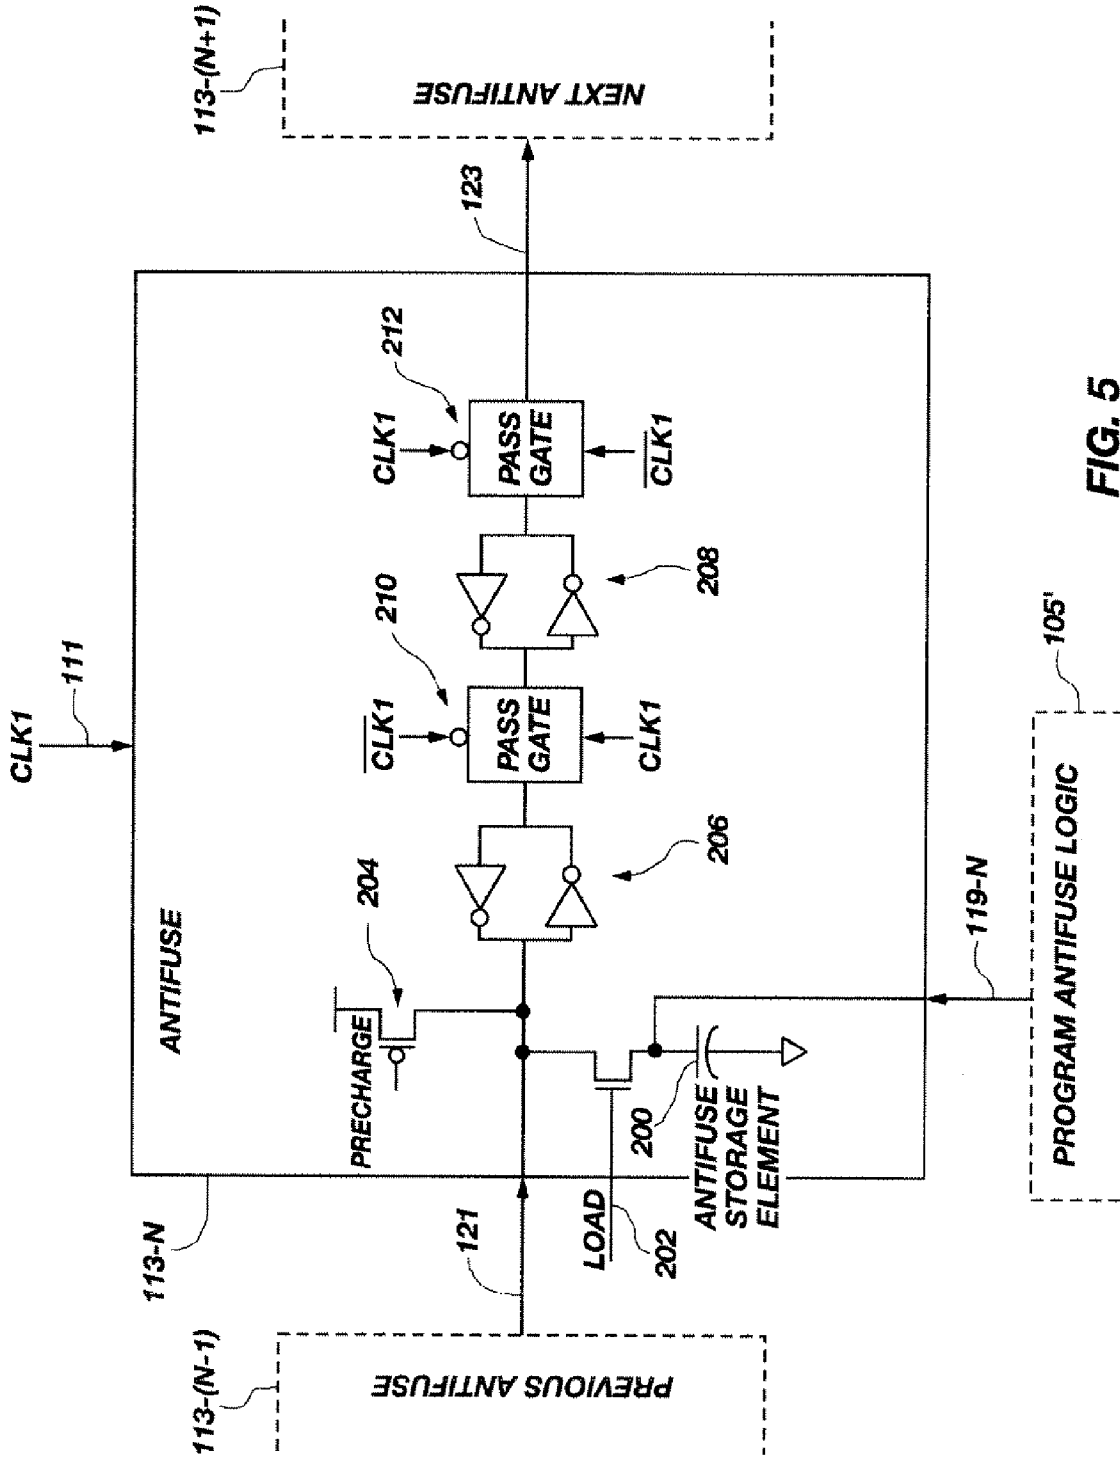 CLK1
111
113-N
ANTIFUSE
113-(N-1)
PREVIOUS ANTIFUSE
121
PRECHARGE
204
LOAD
202
200
ANTIFUSE
STORAGE
ELEMENT
206
CLK1
210
PASS
GATE
CLK1
208
CLK1
212
PASS
GATE
CLK1
123
113-(N+1)
NEXT ANTIFUSE
119-N
105'
PROGRAM ANTIFUSE LOGIC
FIG. 5